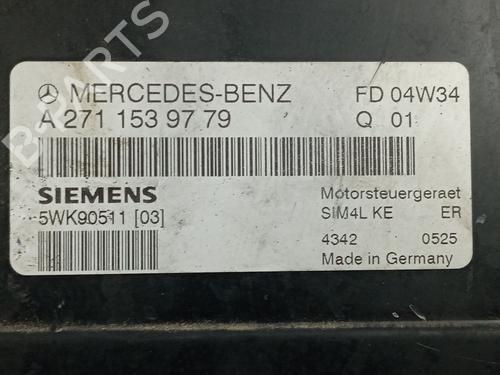 MERCEDES-BENZ FD 04W34
A 271 153 97 79 Q 01
SIEMENS Motorsteuergeraet
5WK90511 [03] SIM4L KE ER
4342 0525
Made in Germany
B-PARTS